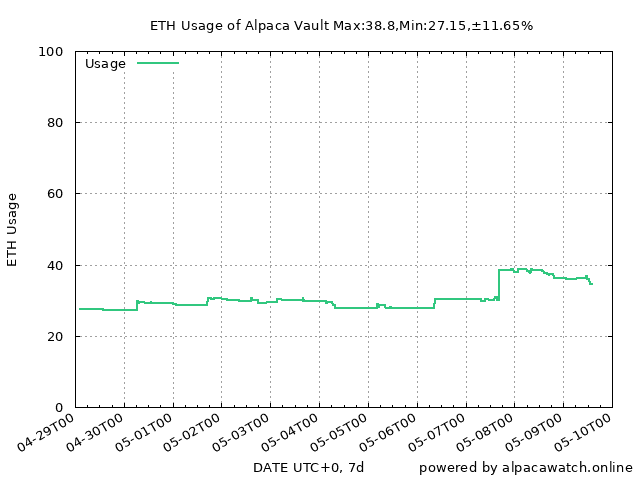 ETH Usage of Alpaca Vault Max:38.8,Min:27.15,±11.65%
Usage
100
80
60
40
20
0
ETH Usage
04-29T00
04-30T00
05-01T00
05-02T00
05-03T00
05-04T00
05-05T00
05-06T00
05-07T00
05-08T00
05-09T00
05-10T00
DATE UTC+0, 7d
powered by alpacawatch.online